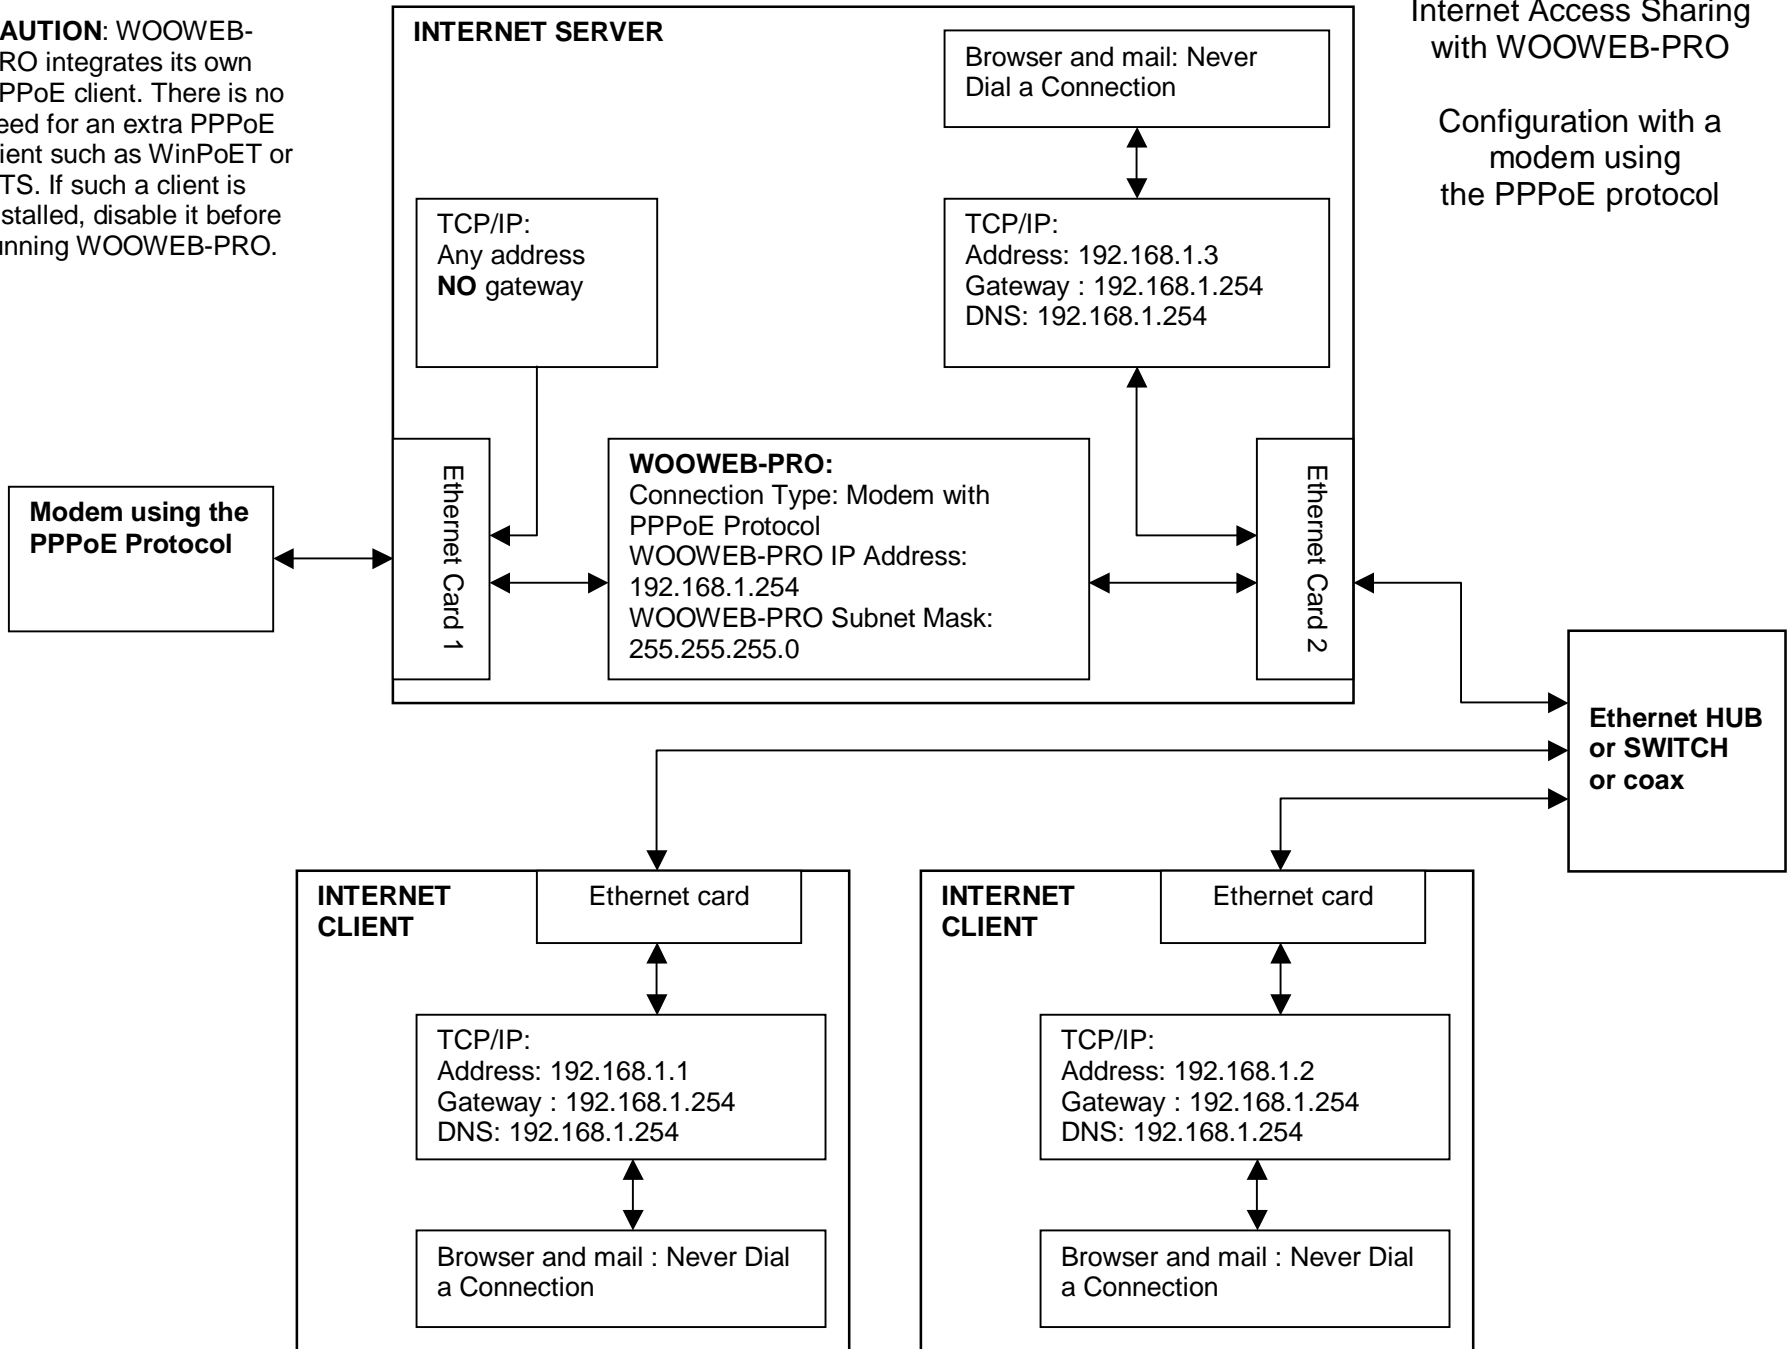 AUTION: WOOWEB-
RO integrates its own
PPoE client. There is no
eed for an extra PPPoE
ient such as WinPoET or
TS. If such a client is
stalled, disable it before
unning WOOWEB-PRO.
INTERNET SERVER
Browser and mail: Never
Dial a Connection
Internet Access Sharing
with WOOWEB-PRO
Configuration with a
modem using
the PPPoE protocol
TCP/IP:
Any address
NO gateway
TCP/IP:
Address: 192.168.1.3
Gateway : 192.168.1.254
DNS: 192.168.1.254
Modem using the
PPPoE Protocol
Ethernet Card 1
WOOWEB-PRO:
Connection Type: Modem with
PPPoE Protocol
WOOWEB-PRO IP Address:
192.168.1.254
WOOWEB-PRO Subnet Mask:
255.255.255.0
Ethernet Card 2
Ethernet HUB
or SWITCH
or coax
INTERNET
CLIENT
Ethernet card
TCP/IP:
Address: 192.168.1.1
Gateway : 192.168.1.254
DNS: 192.168.1.254
Browser and mail : Never Dial
a Connection
INTERNET
CLIENT
Ethernet card
TCP/IP:
Address: 192.168.1.2
Gateway : 192.168.1.254
DNS: 192.168.1.254
Browser and mail : Never Dial
a Connection